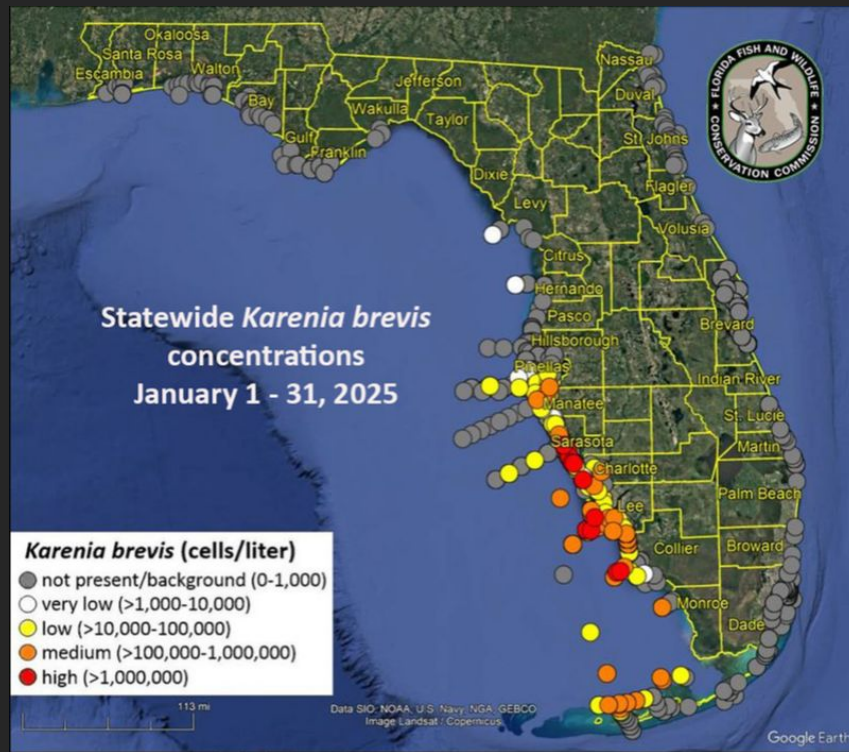 Okaloosa
Santa Rosa
Escambia
Walton
Bay
Jefferson
Wakulla
Taylor
Gulf
Franklin
Dixie
Levy
Nassau
Duval
St. Johns
Flagler
Volusia
FLORIDA FISH AND WILDLIFE
CONSERVATION COMMISSION
Citrus
Hernando
Pasco
Hillsborough
Pinellas
Brevard
Indian River
Manatee
St. Lucie
Sarasota
Martin
Charlotte
Palm Beach
Lee
Collier
Broward
Monroe
Dade
Statewide Karenia brevis
concentrations
January 1 - 31, 2025
Karenia brevis (cells/liter)
not present/background (0-1,000)
very low (>1,000-10,000)
low (>10,000-100,000)
medium (>100,000-1,000,000)
high (>1,000,000)
113 mi
Data SIO, NOAA, U.S. Navy, NGA, GEBCO
Image Landsat / Copernicus
Google Earth